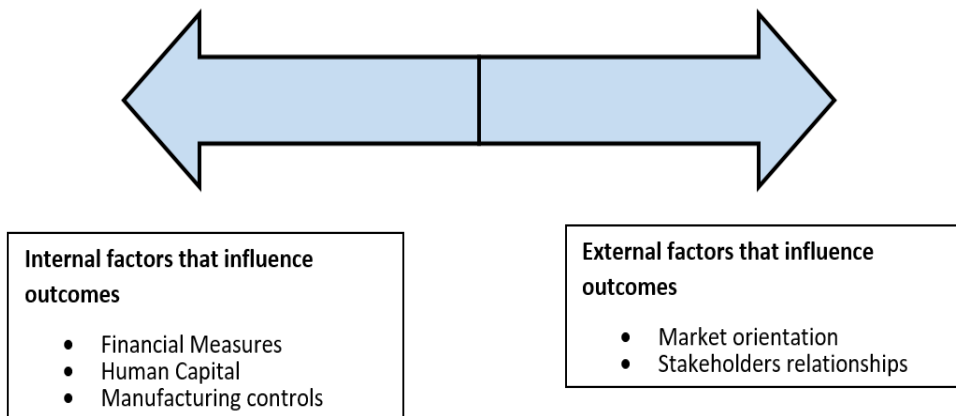 Internal factors that influence
outcomes
• Financial Measures
• Human Capital
• Manufacturing controls
External factors that influence
outcomes
• Market orientation
• Stakeholders relationships